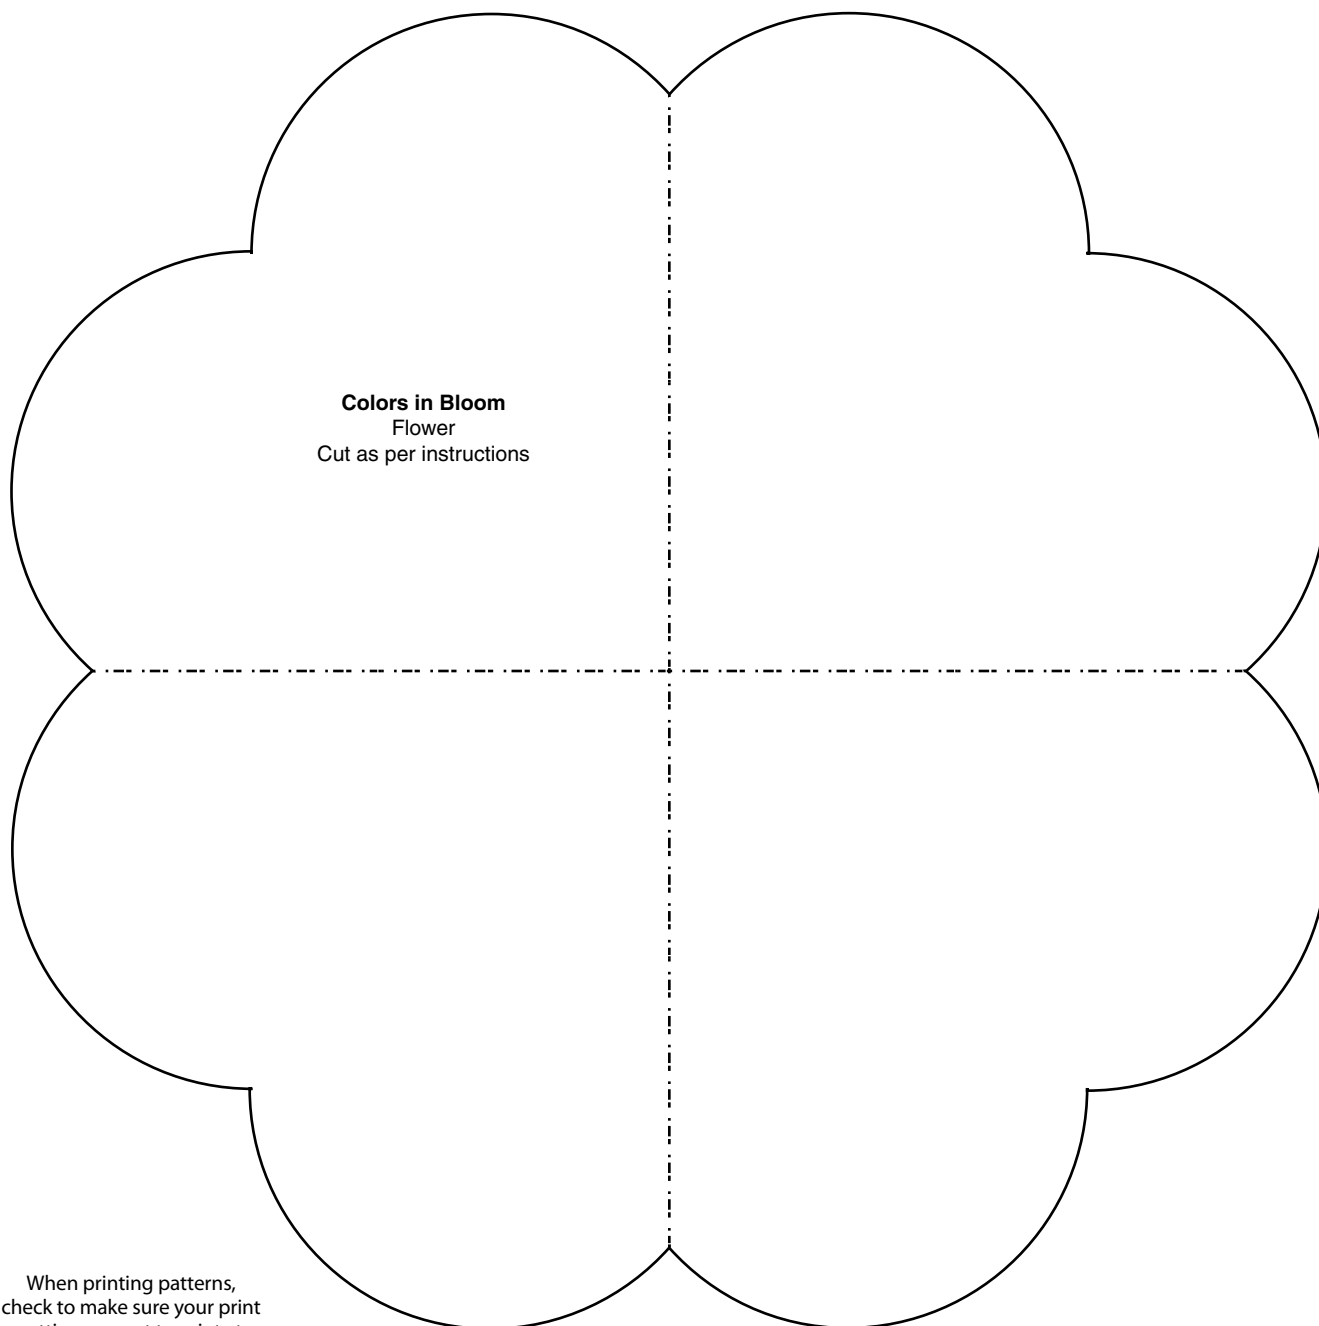 Colors in Bloom
Flower
Cut as per instructions
When printing patterns,
check to make sure your print